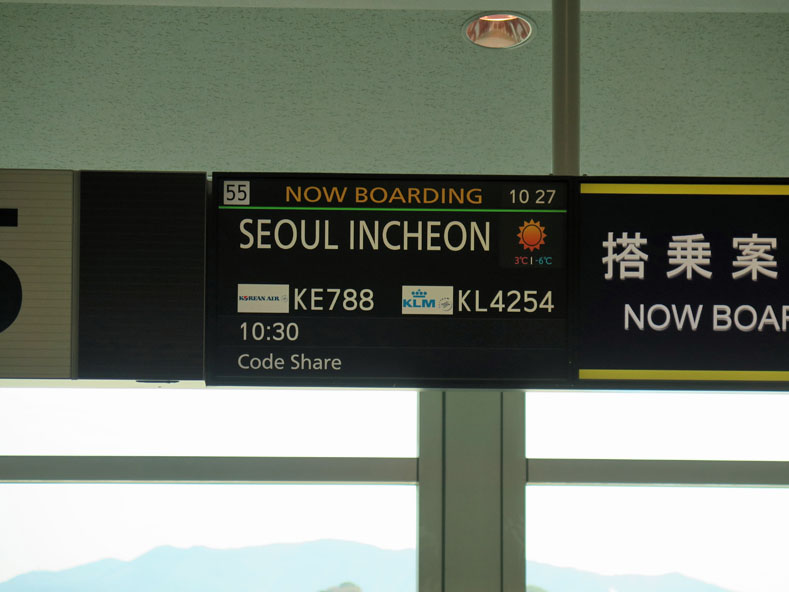 55 NOW BOARDING 10 27
SEOUL INCHEON
3℃ | -6℃
KOREAN AIR KE788 KLM KL4254
10:30
Code Share
搭乗案
NOW BOAR